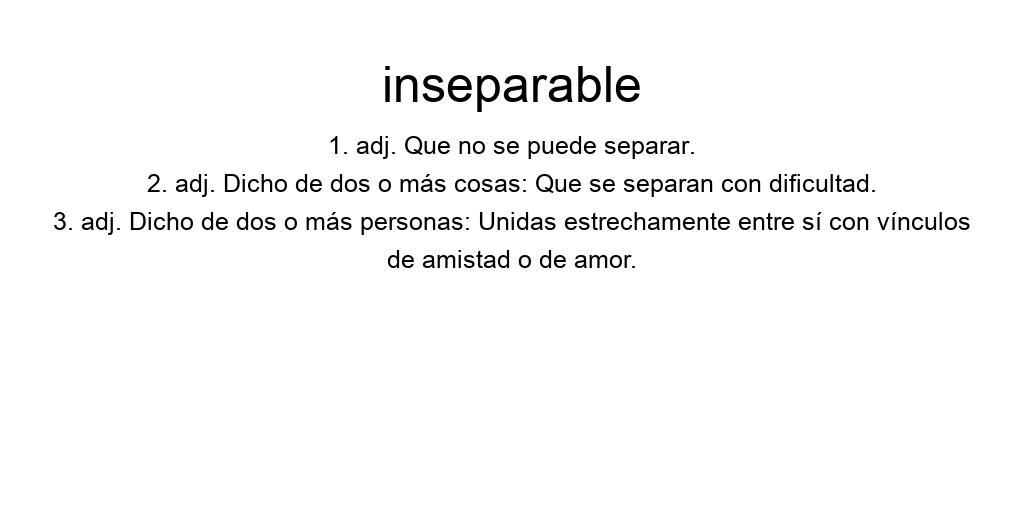 inseparable
1. adj. Que no se puede separar.
2. adj. Dicho de dos o más cosas: Que se separan con dificultad.
3. adj. Dicho de dos o más personas: Unidas estrechamente entre sí con vínculos
de amistad o de amor.